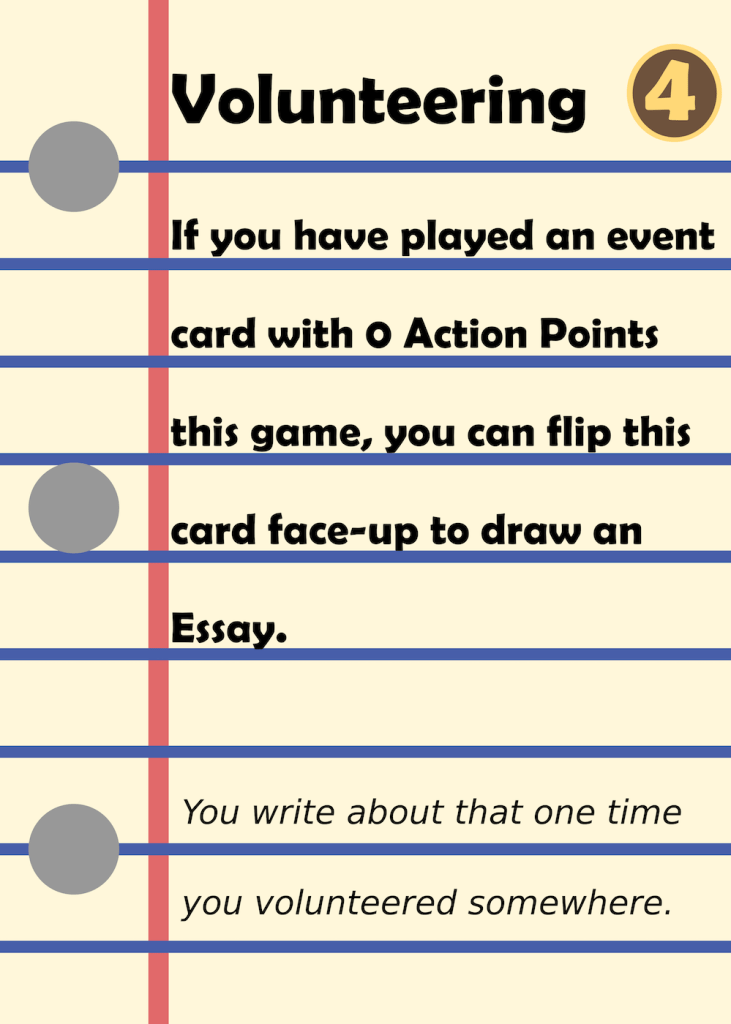 Volunteering 4
If you have played an event
card with 0 Action Points
this game, you can flip this
card face-up to draw an
Essay.
You write about that one time
you volunteered somewhere.